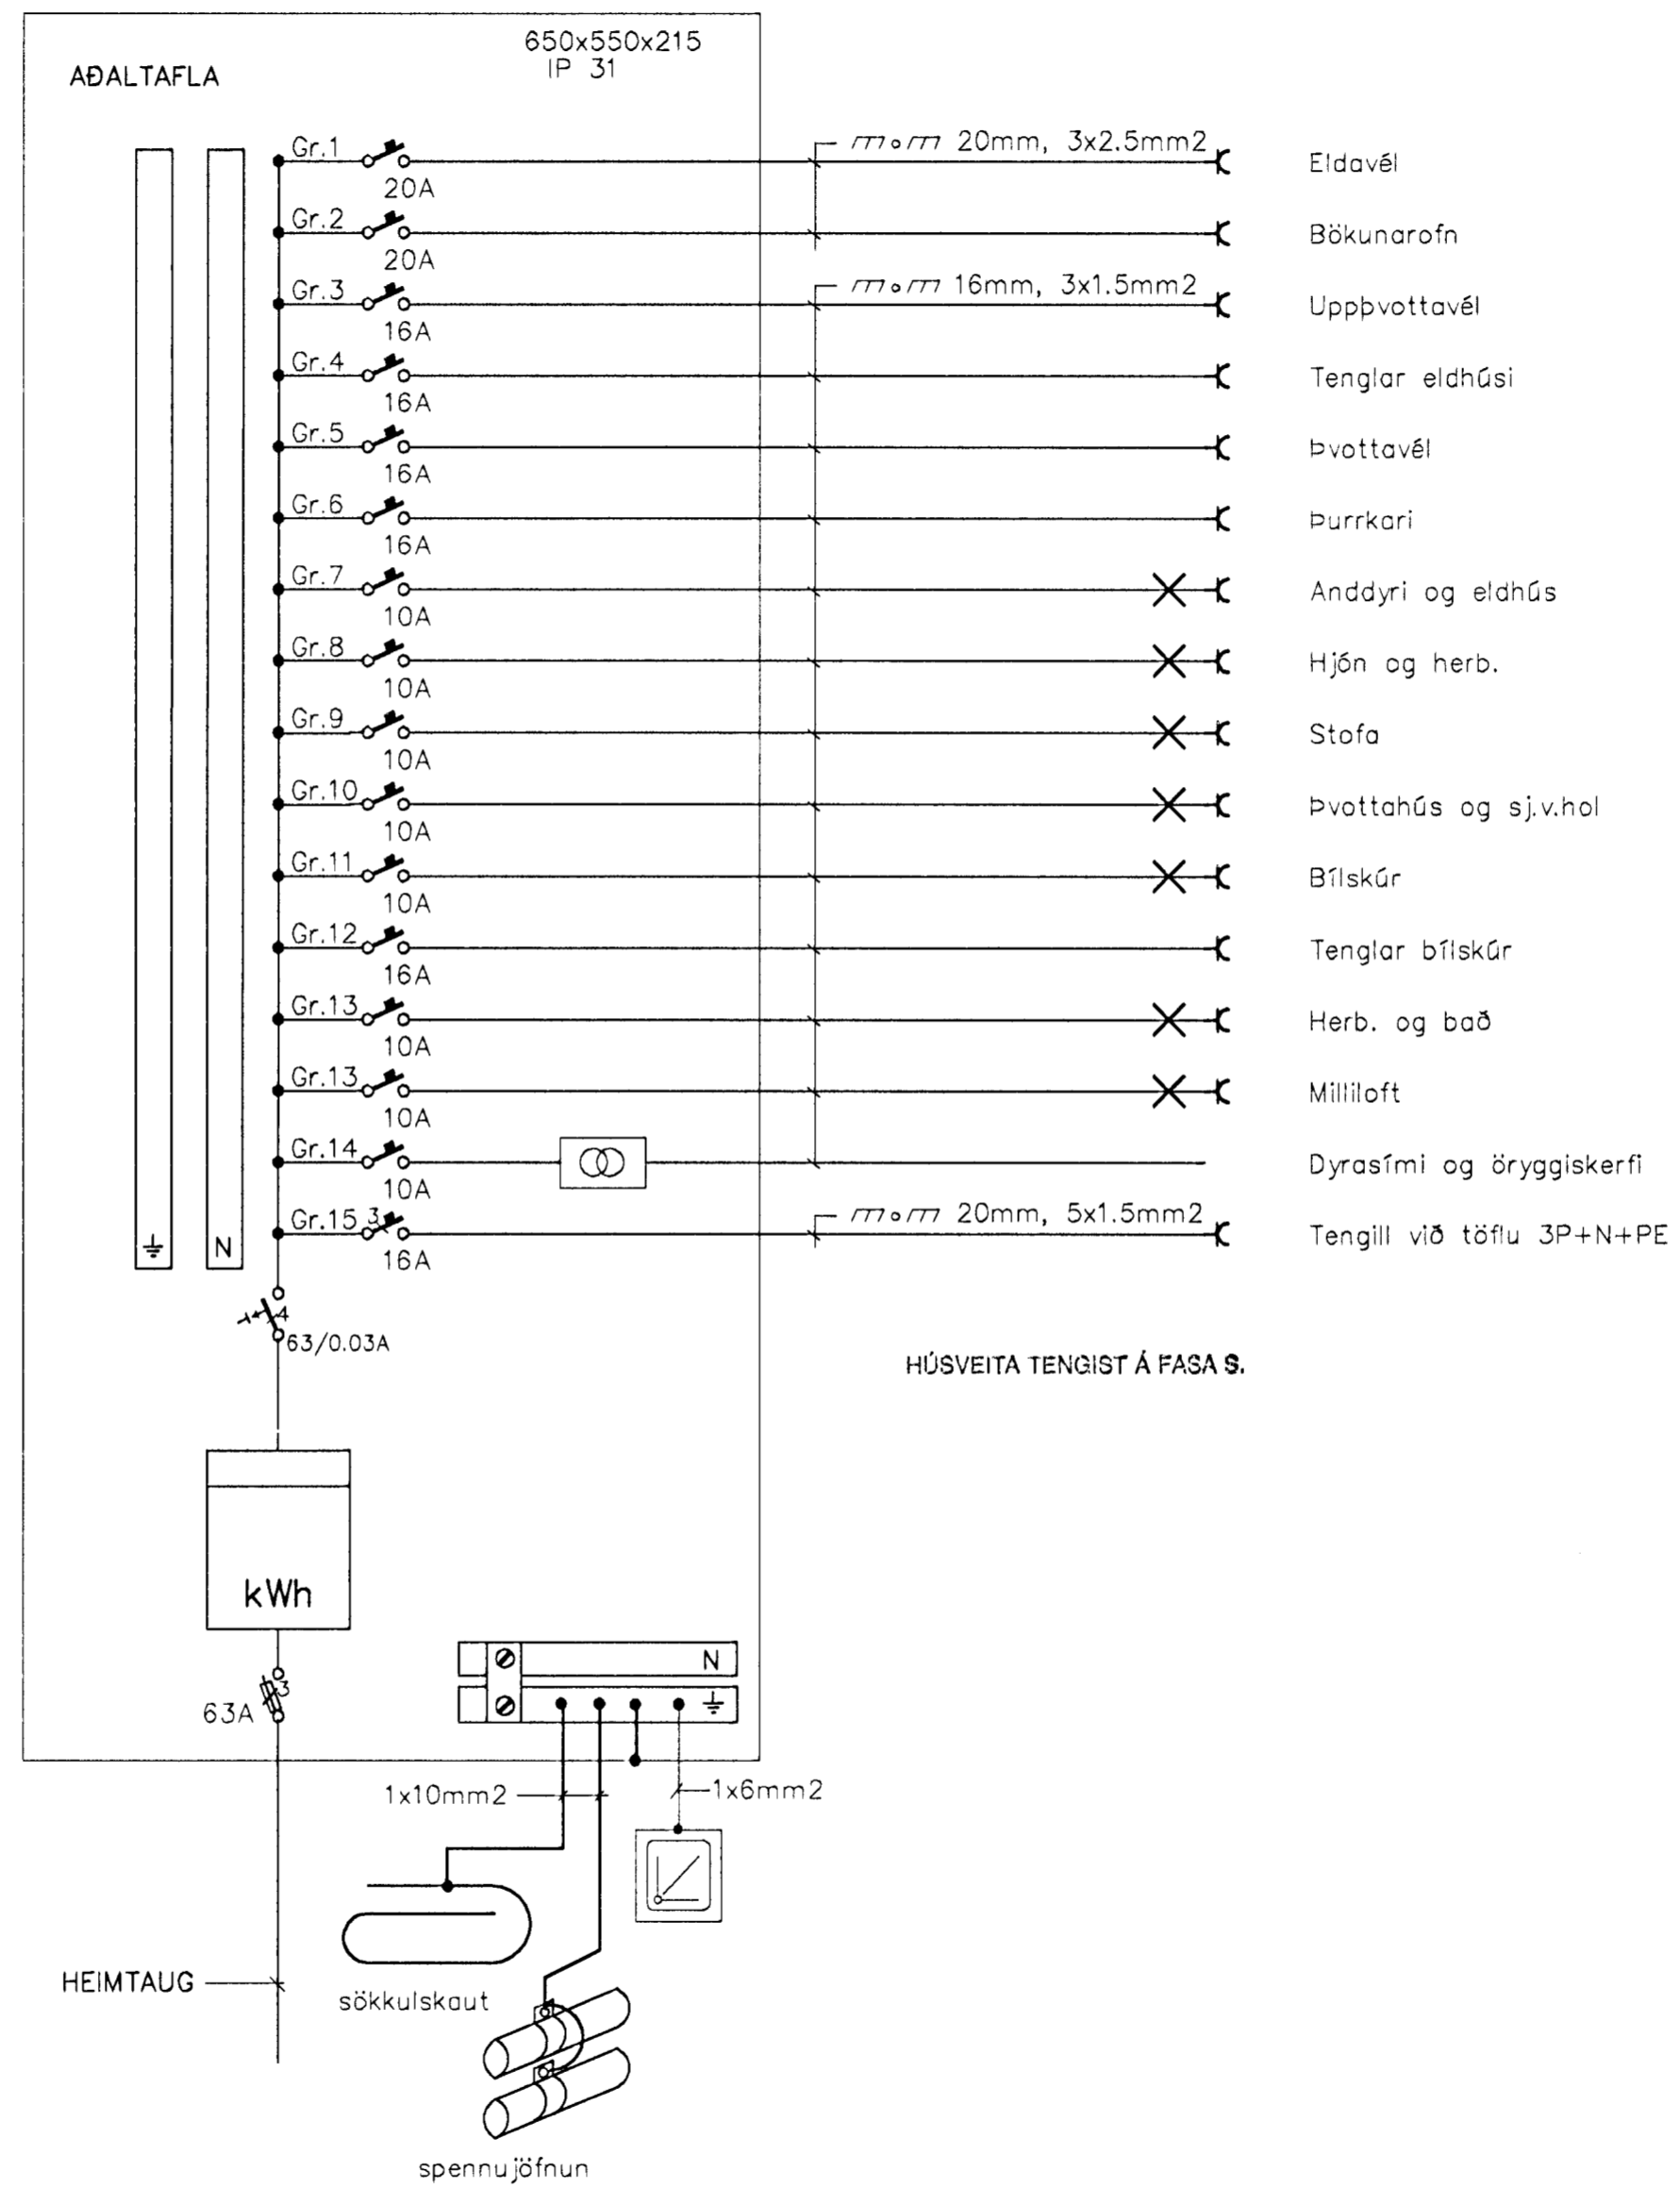 650x550x215
IP 31
AÐALTAFLA
Gr.1 20A 20mm, 3x2.5mm2 Eldavél
Gr.2 20A Bökunarofn
Gr.3 16A 16mm, 3x1.5mm2 Uppþvottavél
Gr.4 16A Tenglar eldhúsi
Gr.5 16A Þvottavél
Gr.6 16A Þurrkari
Gr.7 10A Anddyri og eldhús
Gr.8 10A Hjón og herb.
Gr.9 10A Stofa
Gr.10 10A Þvottahús og sj.v.hol
Gr.11 10A Bílskúr
Gr.12 16A Tenglar bílskúr
Gr.13 10A Herb. og bað
Gr.13 10A Milliloft
Gr.14 10A Dyrasími og öryggiskerfi
Gr.15 3 16A 20mm, 5x1.5mm2 Tengill við töflu 3P+N+PE
N
4
63/0.03A
HÚSVEITA TENGIST Á FASA S.
kWh
N
3
63A
1x10mm2
1x6mm2
HEIMTAUG
sökkulskaut
spennujöfnun